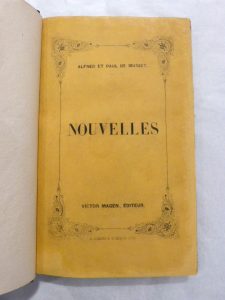 ALFRED ET PAUL DE MUSSET.
NOUVELLES
VICTOR MAGEN, ÉDITEUR.